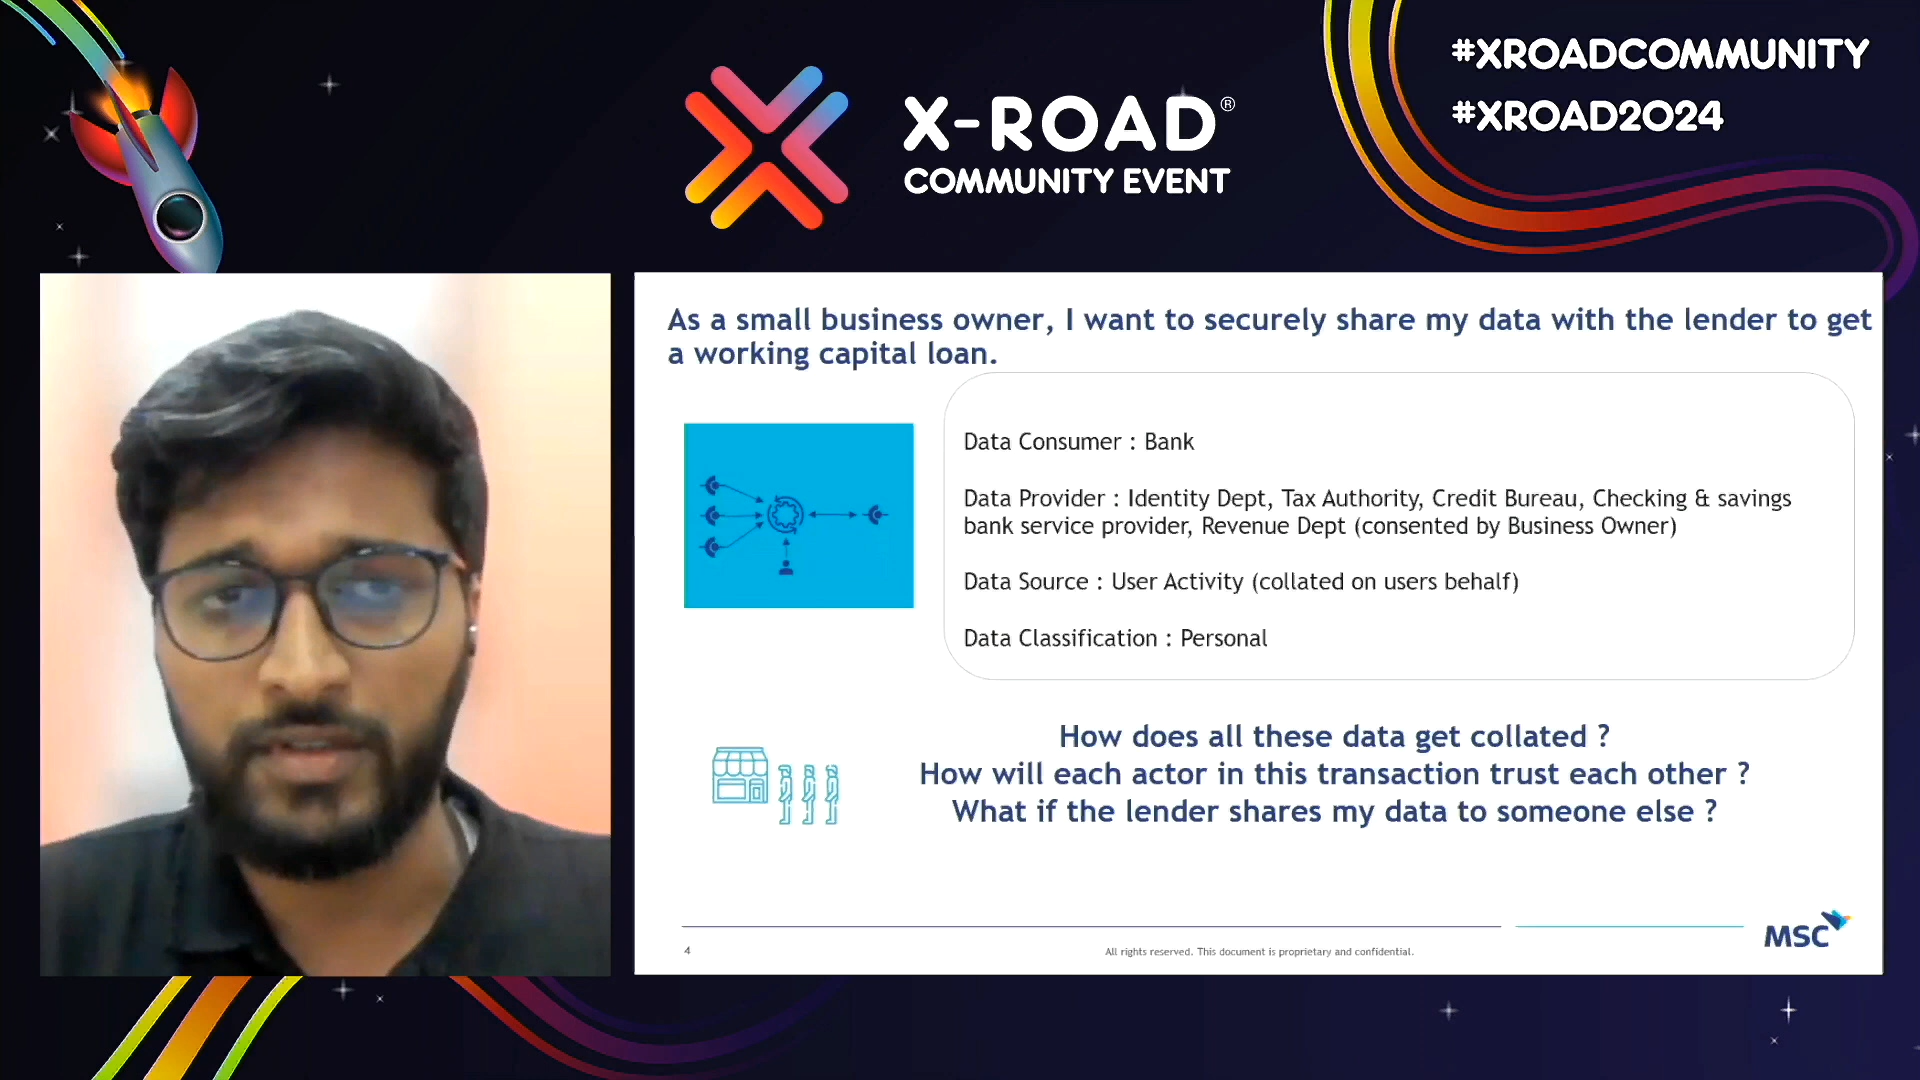 #XROADCOMMUNITY
#XROAD2024
X-ROAD®
COMMUNITY EVENT
As a small business owner, I want to securely share my data with the lender to get
a working capital loan.
Data Consumer : Bank
Data Provider : Identity Dept, Tax Authority, Credit Bureau, Checking & savings
bank service provider, Revenue Dept (consented by Business Owner)
Data Source : User Activity (collated on users behalf)
Data Classification : Personal
How does all these data get collated ?
How will each actor in this transaction trust each other ?
What if the lender shares my data to someone else ?
4
All rights reserved. This document is proprietary and confidential.
MSC